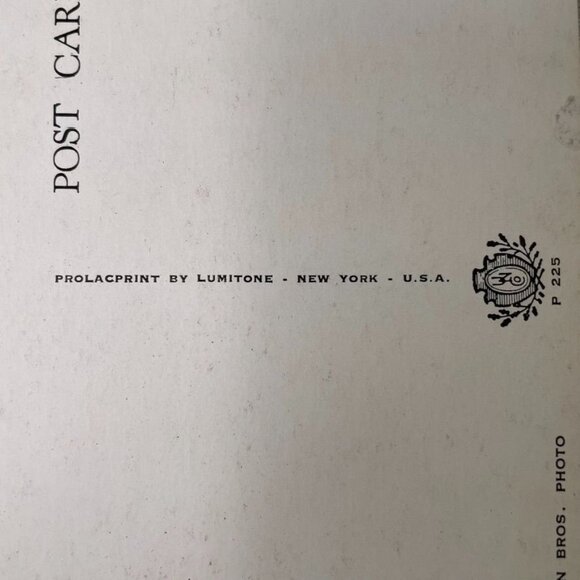 POST CAR
PROLACPRINT BY LUMITONE - NEW YORK - U.S.A.
P 225
N BROS. PHOTO